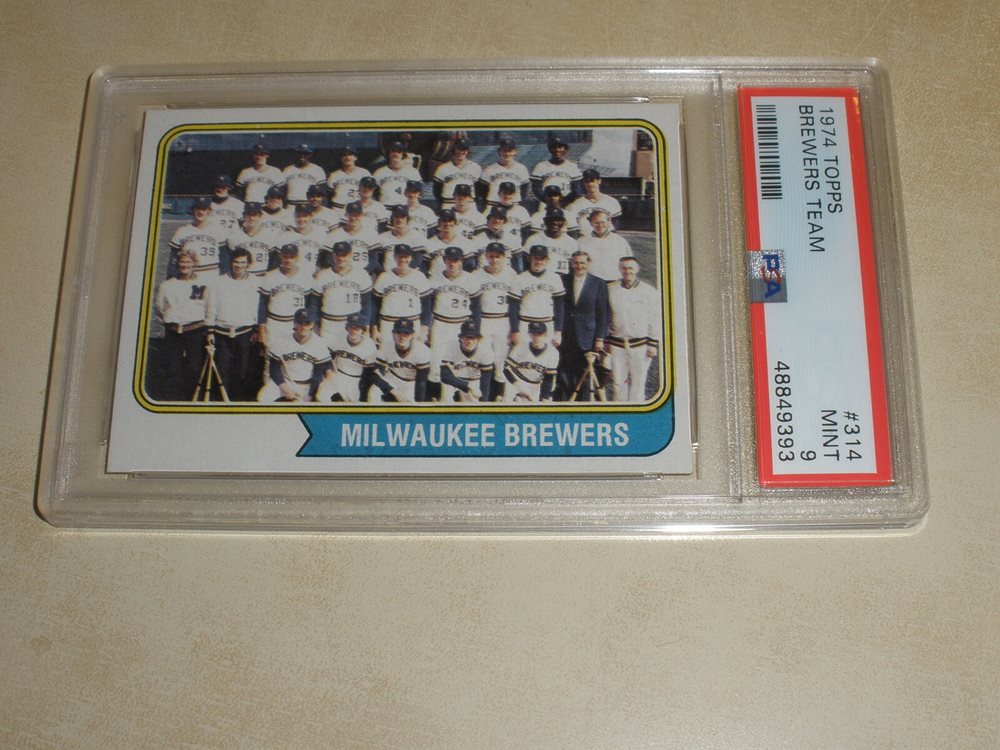 MILWAUKEE BREWERS
1974 TOPPS
BREWERS TEAM
#314
MINT
9
48849393
PSA